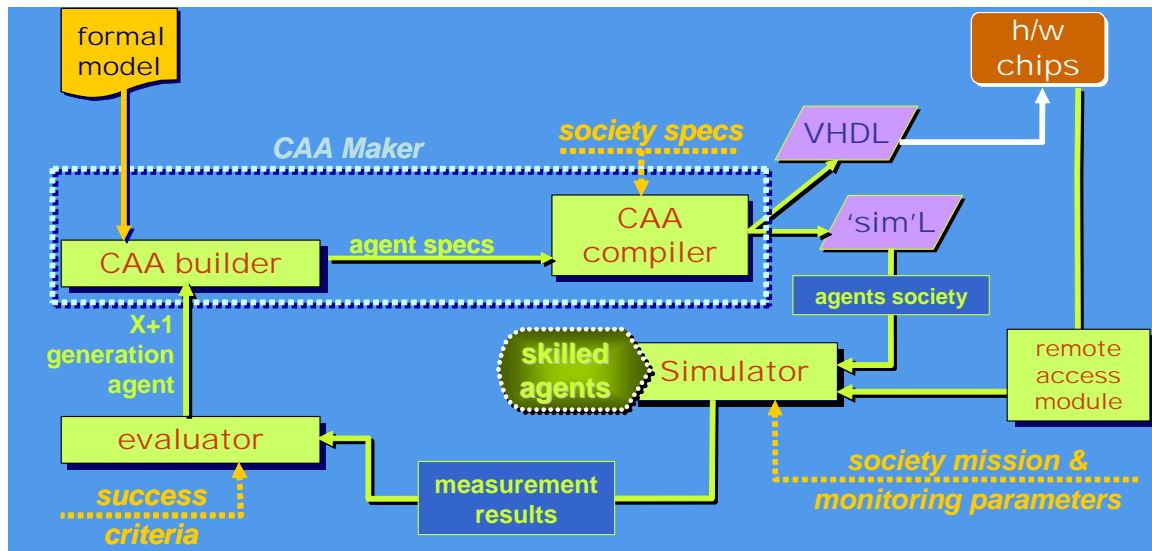 formal
model
h/w
chips
VHDL
society specs
CAA Maker
CAA
compiler
'sim'L
CAA builder
agent specs
agents society
X+1
generation
agent
skilled
agents
Simulator
remote
access
module
evaluator
society mission &
monitoring parameters
measurement
results
success
criteria